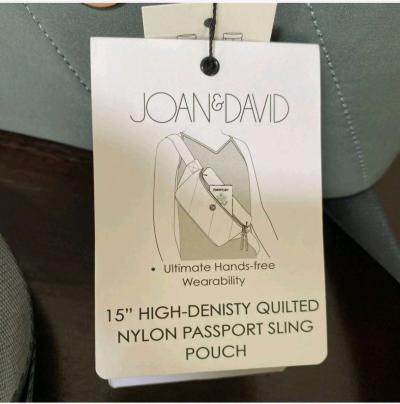 JOAN&DAVID
• Ultimate Hands-free
Wearability
15” HIGH-DENISTY QUILTED
NYLON PASSPORT SLING
POUCH